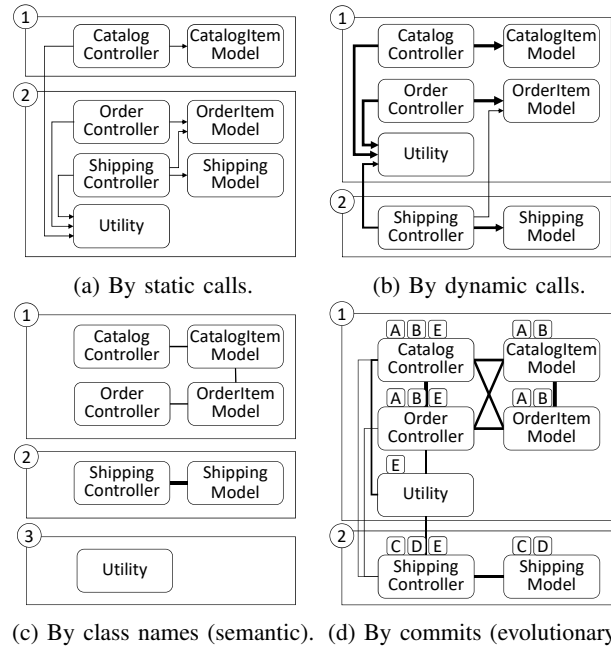 1
Catalog Controller
CatalogItem Model
2
Order Controller
OrderItem Model
Shipping Controller
Shipping Model
Utility
(a) By static calls.
1
Catalog Controller
CatalogItem Model
Order Controller
OrderItem Model
Utility
2
Shipping Controller
Shipping Model
(b) By dynamic calls.
1
Catalog Controller
CatalogItem Model
Order Controller
OrderItem Model
2
Shipping Controller
Shipping Model
3
Utility
(c) By class names (semantic).
1
A B E
A B
Catalog Controller
CatalogItem Model
A B E
A B
Order Controller
OrderItem Model
E
Utility
2
C D E
C D
Shipping Controller
Shipping Model
(d) By commits (evolutionary